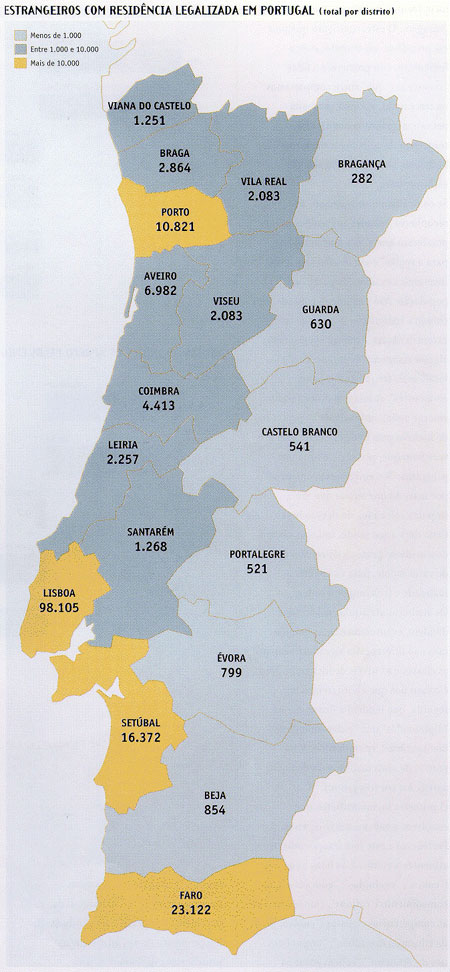 ESTRANGEIROS COM RESIDÊNCIA LEGALIZADA EM PORTUGAL (total por distrito)
Menos de 1.000
Entre 1.000 e 10.000
Mais de 10.000
VIANA DO CASTELO
1.251
BRAGA
2.864
VILA REAL
2.083
BRAGANÇA
282
PORTO
10.821
AVEIRO
6.982
VISEU
2.083
GUARDA
630
COIMBRA
4.413
CASTELO BRANCO
541
LEIRIA
2.257
SANTARÉM
1.268
PORTALEGRE
521
LISBOA
98.105
ÉVORA
799
SETÚBAL
16.372
BEJA
854
FARO
23.122